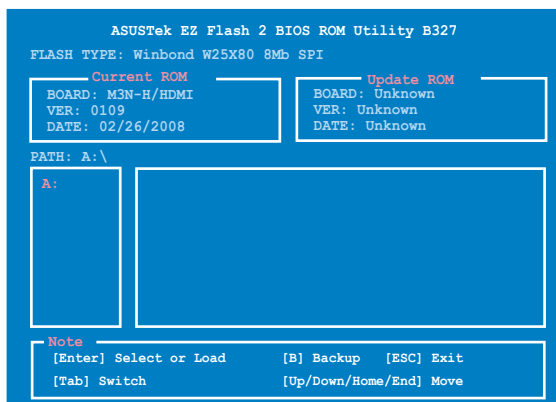 ASUSTek EZ Flash 2 BIOS ROM Utility B327
FLASH TYPE: Winbond W25X80 8Mb SPI
Current ROM
BOARD: M3N-H/HDMI
VER: 0109
DATE: 02/26/2008
Update ROM
BOARD: Unknown
VER: Unknown
DATE: Unknown
PATH: A:\
A:
Note
[Enter] Select or Load [B] Backup [ESC] Exit
[Tab] Switch [Up/Down/Home/End] Move